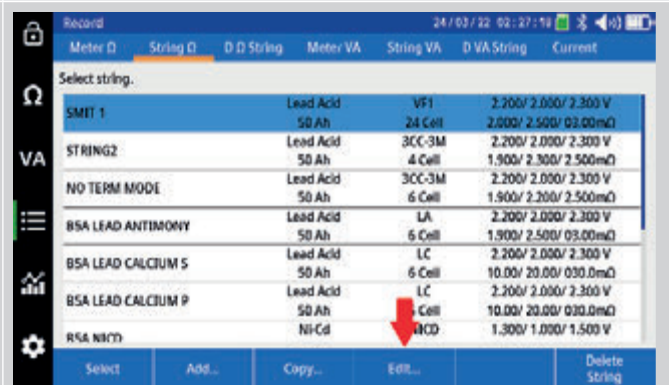 Record 24/03/22 02:27:19
Meter Ω String Ω D Ω String Meter VA String VA D VA String Current
Select string.
Ω
VA
SMIT 1 Lead Acid VF1 2.200/ 2.000/ 2.300 V
50 Ah 24 Cell 2.000/ 2.500/ 03.00mΩ
STRING2 Lead Acid 3CC-3M 2.200/ 2.000/ 2.300 V
50 Ah 4 Cell 1.900/ 2.300/ 2.500mΩ
NO TERM MODE Lead Acid 3CC-3M 2.200/ 2.000/ 2.300 V
50 Ah 6 Cell 1.900/ 2.200/ 2.500mΩ
BSA LEAD ANTIMONY Lead Acid LA 2.200/ 2.000/ 2.300 V
50 Ah 6 Cell 1.900/ 2.500/ 03.00mΩ
BSA LEAD CALCIUM S Lead Acid LC 2.200/ 2.000/ 2.300 V
50 Ah 6 Cell 10.00/ 20.00/ 030.0mΩ
BSA LEAD CALCIUM P Lead Acid LC 2.200/ 2.000/ 2.300 V
50 Ah Cell 10.00/ 20.00/ 030.0mΩ
BSA NICD Ni-Cd 1.300/ 1.000/ 1.500 V
Select Add... Copy... Edit... Delete String